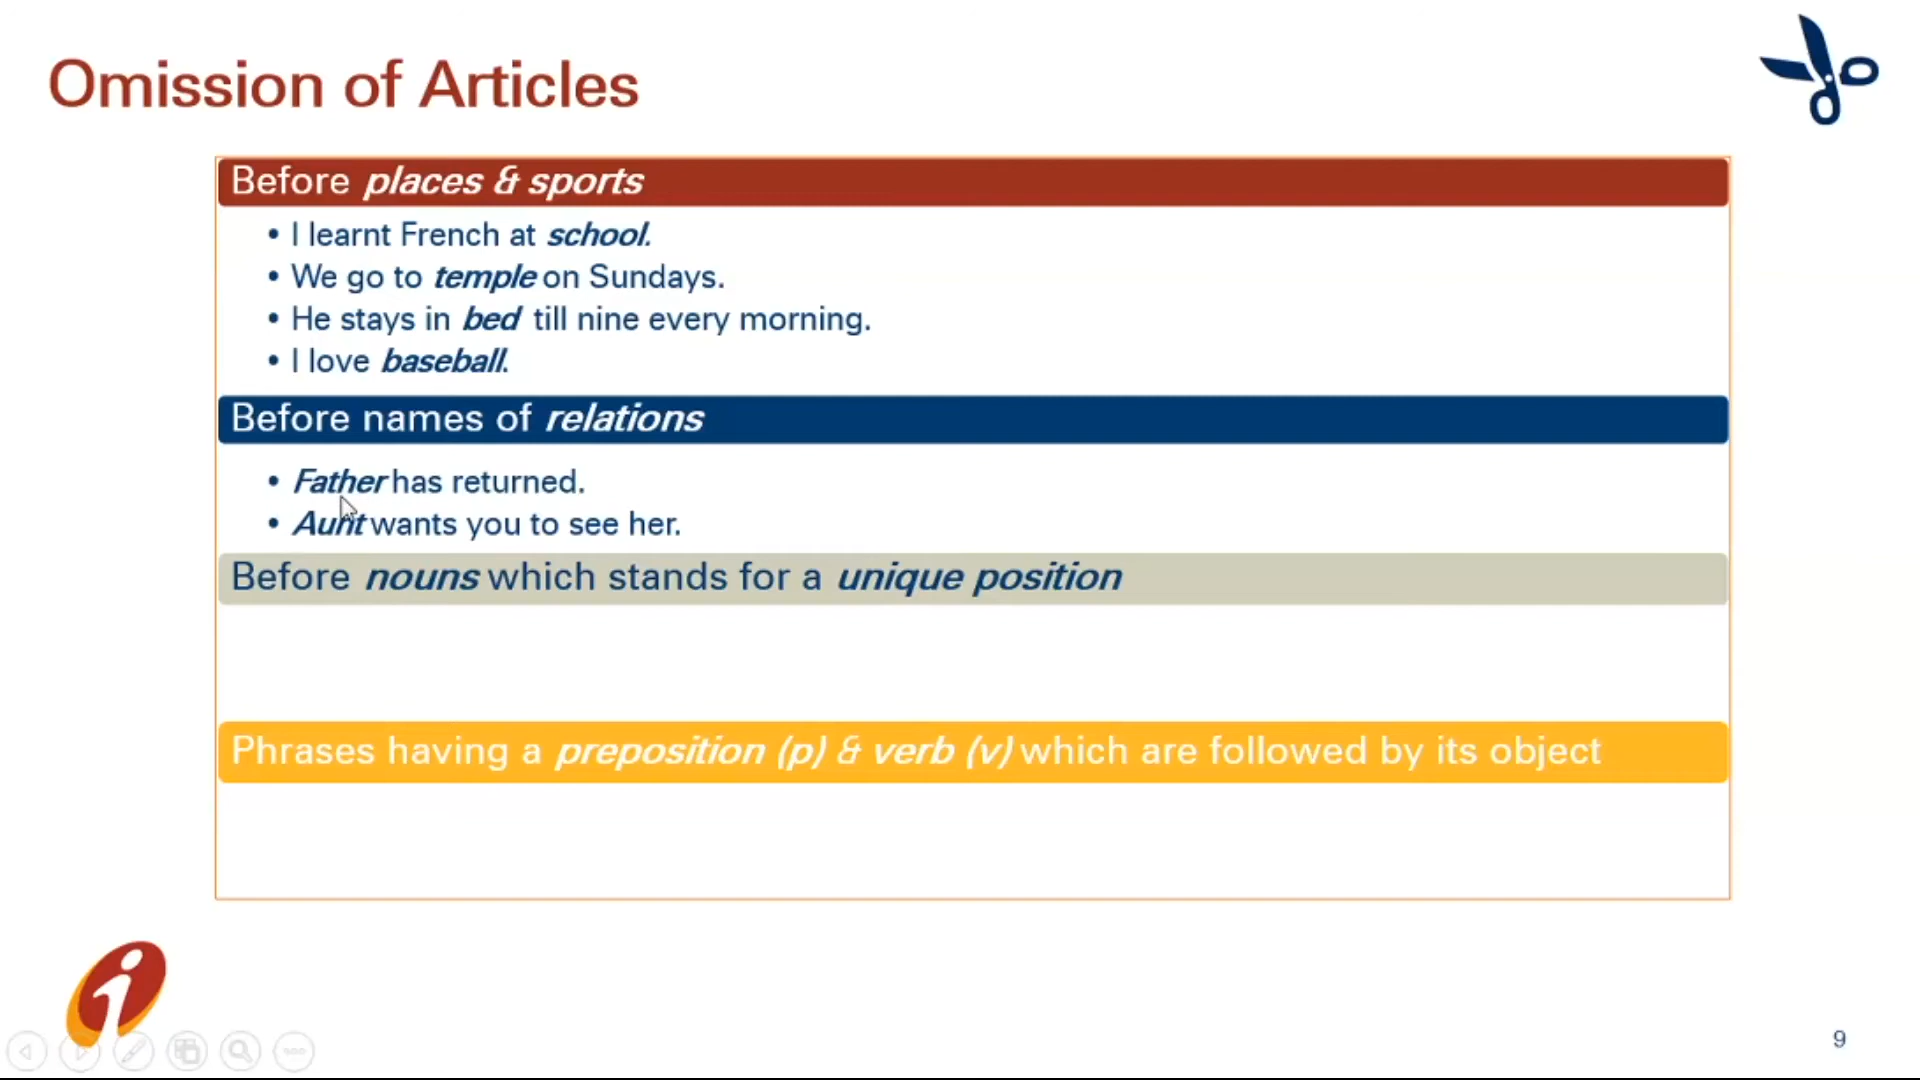 Omission of Articles
Before places & sports
• I learnt French at school.
• We go to temple on Sundays.
• He stays in bed till nine every morning.
• I love baseball.
Before names of relations
• Father has returned.
• Aunt wants you to see her.
Before nouns which stands for a unique position
Phrases having a preposition (p) & verb (v) which are followed by its object
i
9